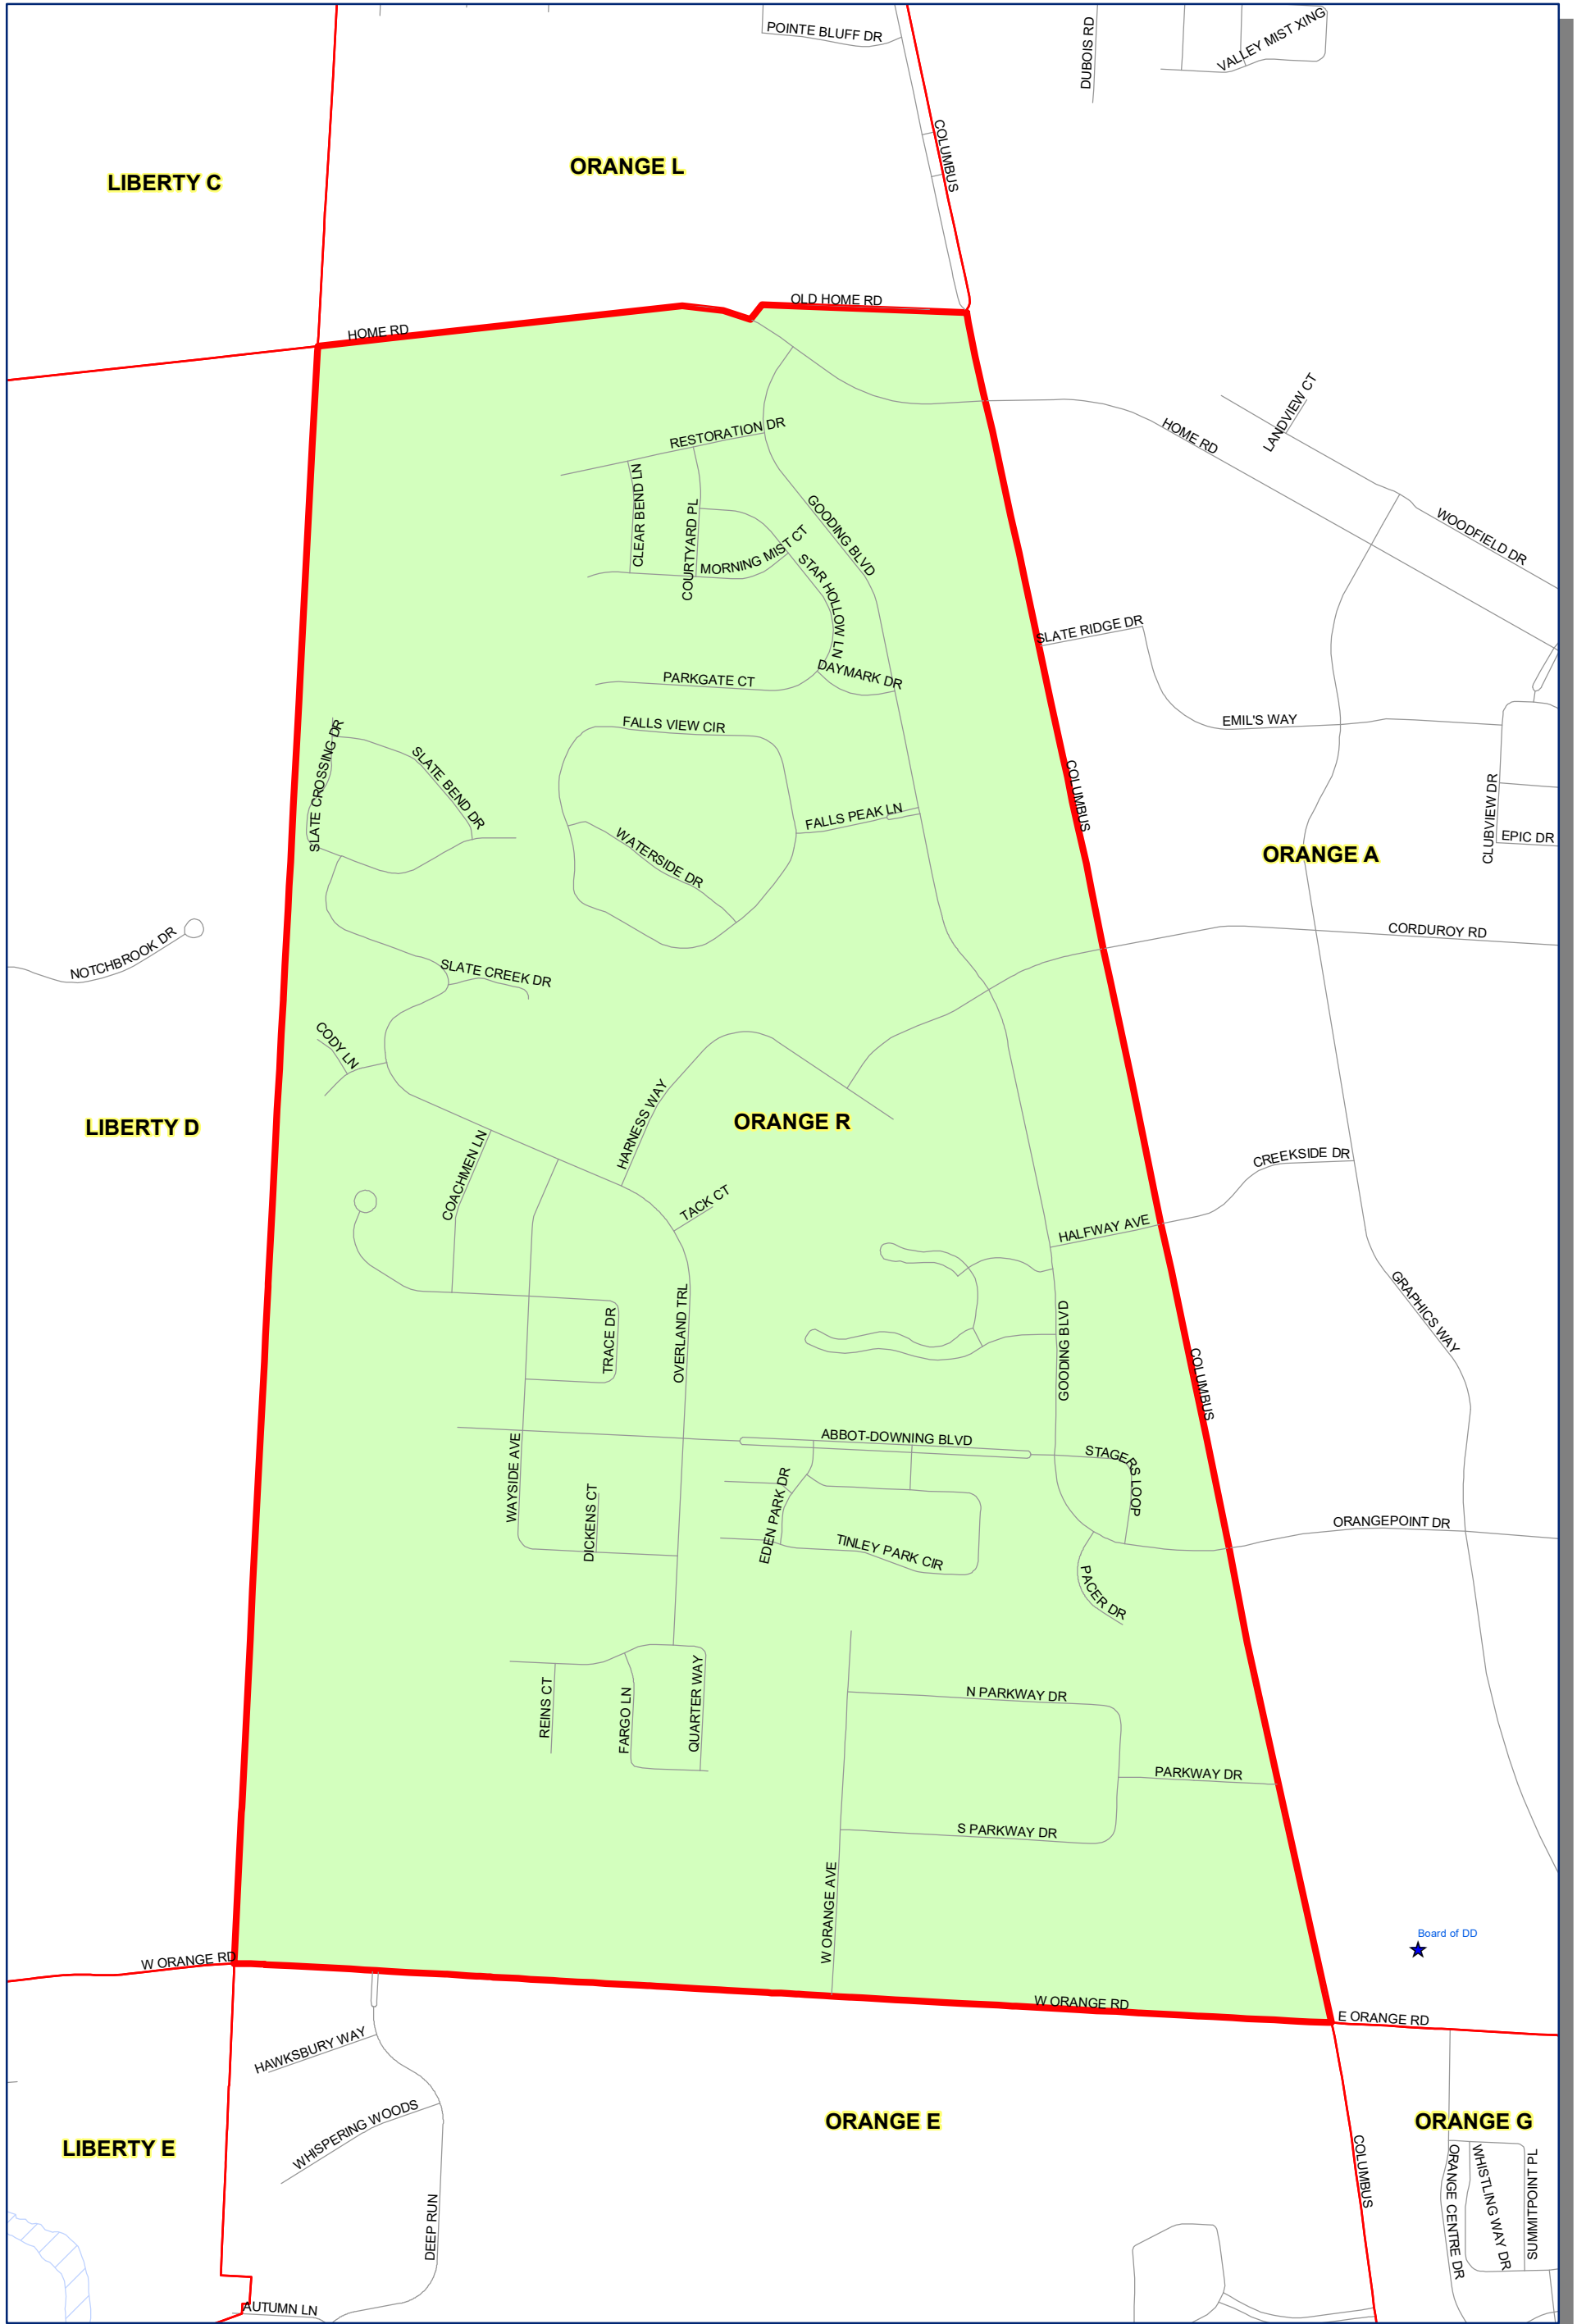 POINTE BLUFF DR
DUBOIS RD
VALLEY MIST XING
COLUMBUS
LIBERTY C
ORANGE L
OLD HOME RD
HOME RD
LANDVIEW CT
HOME RD
WOODFIELD DR
RESTORATION DR
CLEAR BEND LN
COURTYARD PL
MORNING MIST CT
GOODING BLVD
STAR HOLLOW LN
SLATE RIDGE DR
DAYMARK DR
PARKGATE CT
EMIL'S WAY
FALLS VIEW CIR
SLATE CROSSING DR
SLATE BEND DR
COLUMBUS
CLUBVIEW DR
FALLS PEAK LN
EPIC DR
WATERSIDE DR
ORANGE A
NOTCHBROOK DR
CORDUROY RD
SLATE CREEK DR
CODY LN
LIBERTY D
HARNESS WAY
ORANGE R
COACHMEN LN
CREEKSIDE DR
TACK CT
HALFWAY AVE
GRAPHICS WAY
TRACE DR
OVERLAND TRL
GOODING BLVD
COLUMBUS
ABBOT-DOWNING BLVD
STAGERS LOOP
WAYSIDE AVE
DICKENS CT
EDEN PARK DR
TINLEY PARK CIR
ORANGEPOINT DR
PACER DR
REINS CT
FARGO LN
QUARTER WAY
N PARKWAY DR
PARKWAY DR
S PARKWAY DR
W ORANGE AVE
Board of DD
W ORANGE RD
W ORANGE RD
E ORANGE RD
HAWKSBURY WAY
WHISPERING WOODS
LIBERTY E
ORANGE E
ORANGE G
COLUMBUS
DEEP RUN
ORANGE CENTRE DR
WHISTLING WAY DR
SUMMITPOINT PL
AUTUMN LN